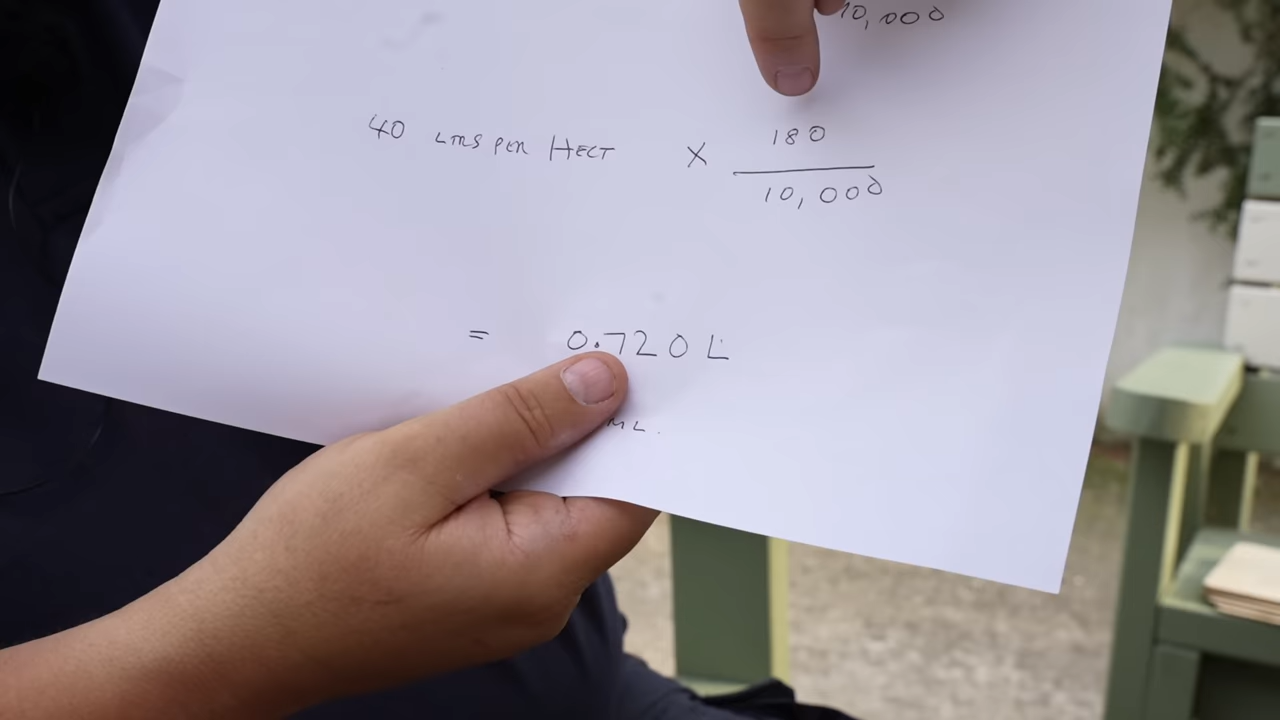 10,000
40 LTRS PER HECT X 180
10,000
= 0.720 L
ML.